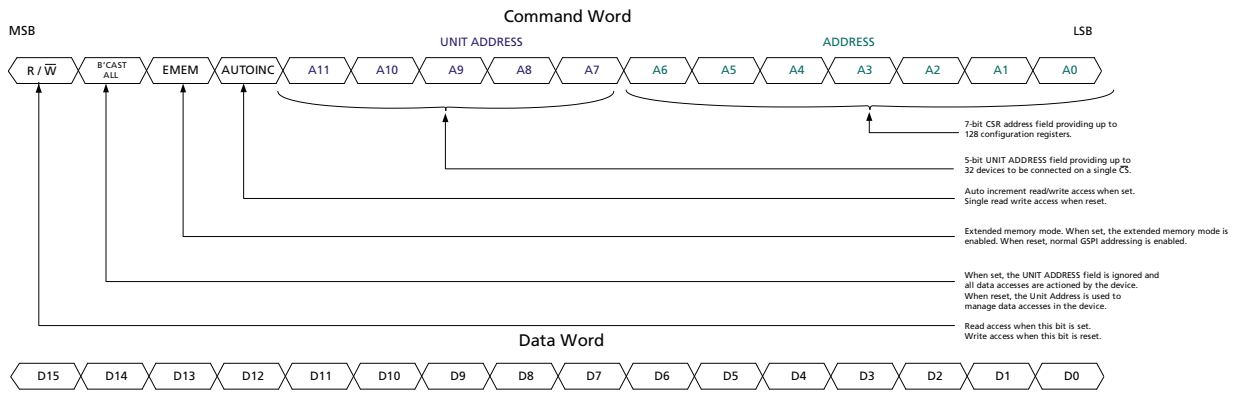 Command Word
MSB
LSB
UNIT ADDRESS
ADDRESS
R / W̅
B'CAST
ALL
EMEM
AUTOINC
A11
A10
A9
A8
A7
A6
A5
A4
A3
A2
A1
A0
7-bit CSR address field providing up to
128 configuration registers.
5-bit UNIT ADDRESS field providing up to
32 devices to be connected on a single C̅S̅.
Auto increment read/write access when set.
Single read write access when reset.
Extended memory mode. When set, the extended memory mode is
enabled. When reset, normal GSPI addressing is enabled.
When set, the UNIT ADDRESS field is ignored and
all data accesses are actioned by the device.
When reset, the Unit Address is used to
manage data accesses in the device.
Read access when this bit is set.
Write access when this bit is reset.
Data Word
D15
D14
D13
D12
D11
D10
D9
D8
D7
D6
D5
D4
D3
D2
D1
D0